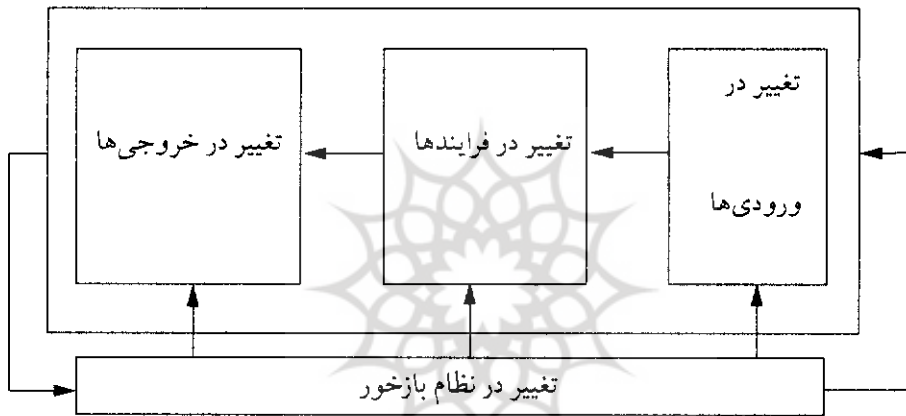 تغییر در
ورودی‌ها
تغییر در فرایندها
تغییر در خروجی‌ها
تغییر در نظام بازخور